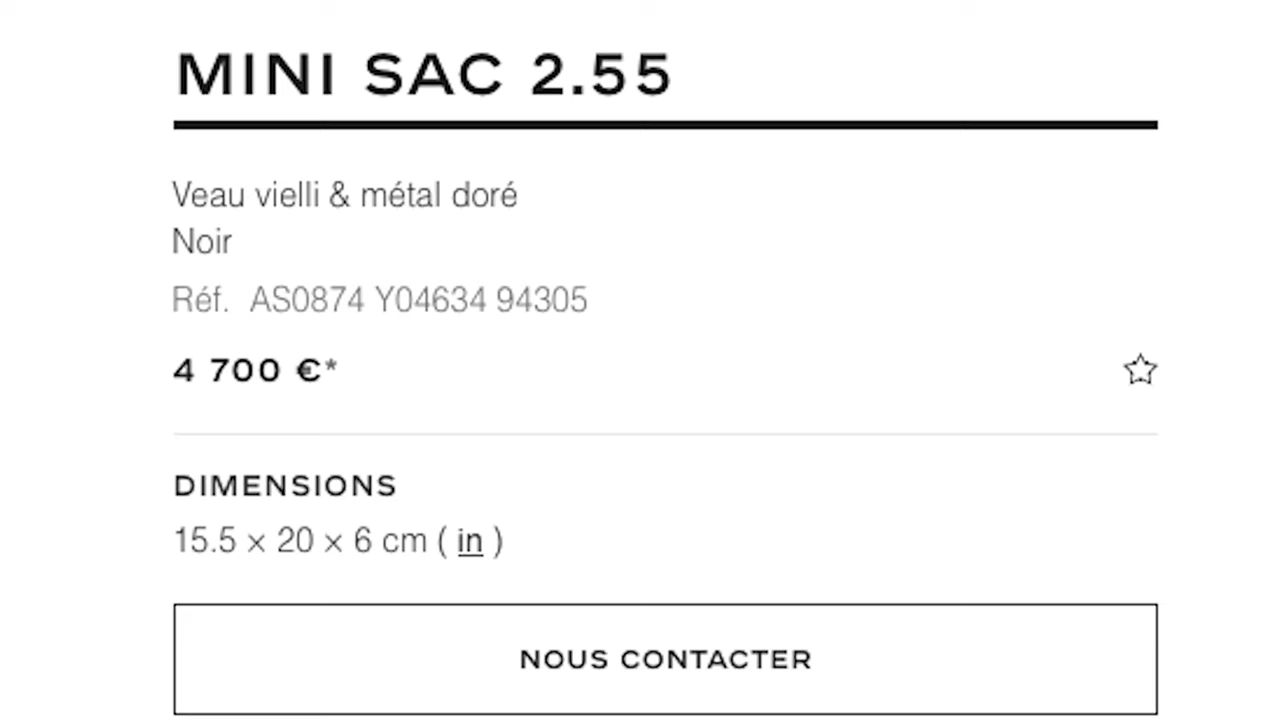 MINI SAC 2.55
Veau vielli & métal doré
Noir
Réf. AS0874 Y04634 94305
4 700 €*
DIMENSIONS
15.5 × 20 × 6 cm ( in )
NOUS CONTACTER